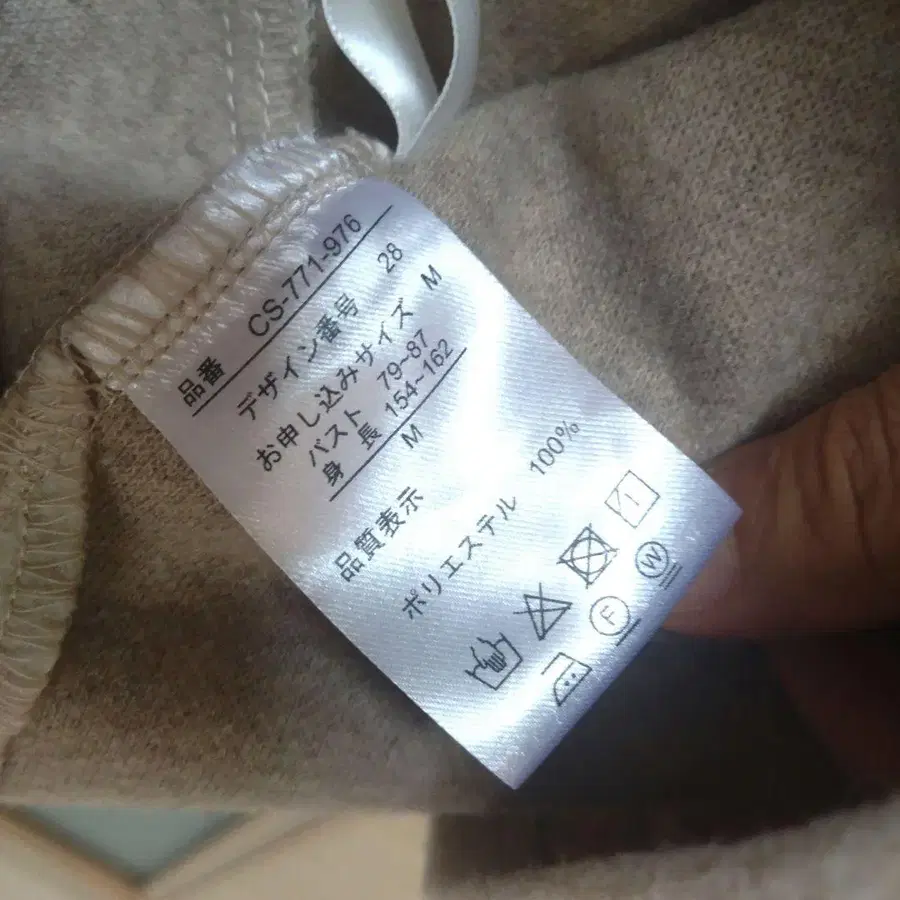 品番 CS-771-976
デザイン番号 28
お申し込みサイズ M
バスト 79~87
身 長 154~162
M
品質表示
ポリエステル 100%
F W